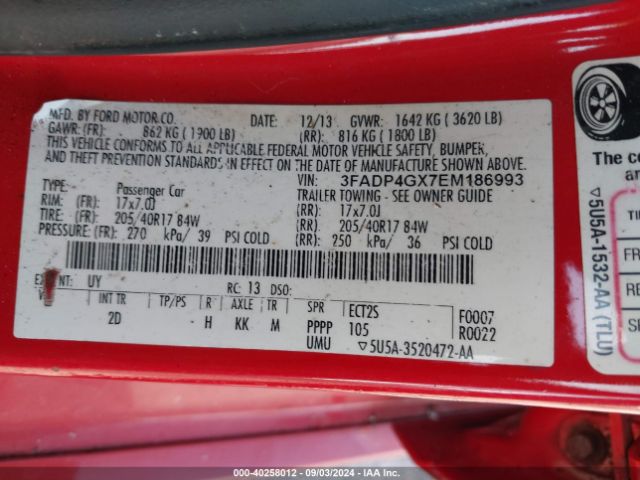 MFD. BY FORD MOTOR CO. DATE: 12/13 GVWR: 1642 KG ( 3620 LB)
GAWR: (FR): 862 KG ( 1900 LB) (RR): 816 KG ( 1800 LB)
THIS VEHICLE CONFORMS TO ALL APPLICABLE FEDERAL MOTOR VEHICLE SAFETY, BUMPER,
AND THEFT PREVENTION STANDARDS IN EFFECT ON THE DATE OF MANUFACTURE SHOWN ABOVE.
VIN: 3FADP4GX7EM186993
TYPE: Passenger Car TRAILER TOWING - SEE OWNER GUIDE
RIM: (FR): 17x7.0J (RR): 17x7.0J
TIRE: (FR): 205/40R17 84W (RR): 205/40R17 84W
PRESSURE: (FR): 270 kPa/ 39 PSI COLD (RR): 250 kPa/ 36 PSI COLD
NT: UY RC: 13 DSO:
INT TR TP/PS R AXLE TR SPR ECT2S F0007
2D H KK M PPPP 105 R0022
UMU ▽5U5A-3520472-AA
The co
TI
FR
RE
▽5U5A-1532-AA (TLU)
000-40258012 - 09/03/2024 - IAAI.COM